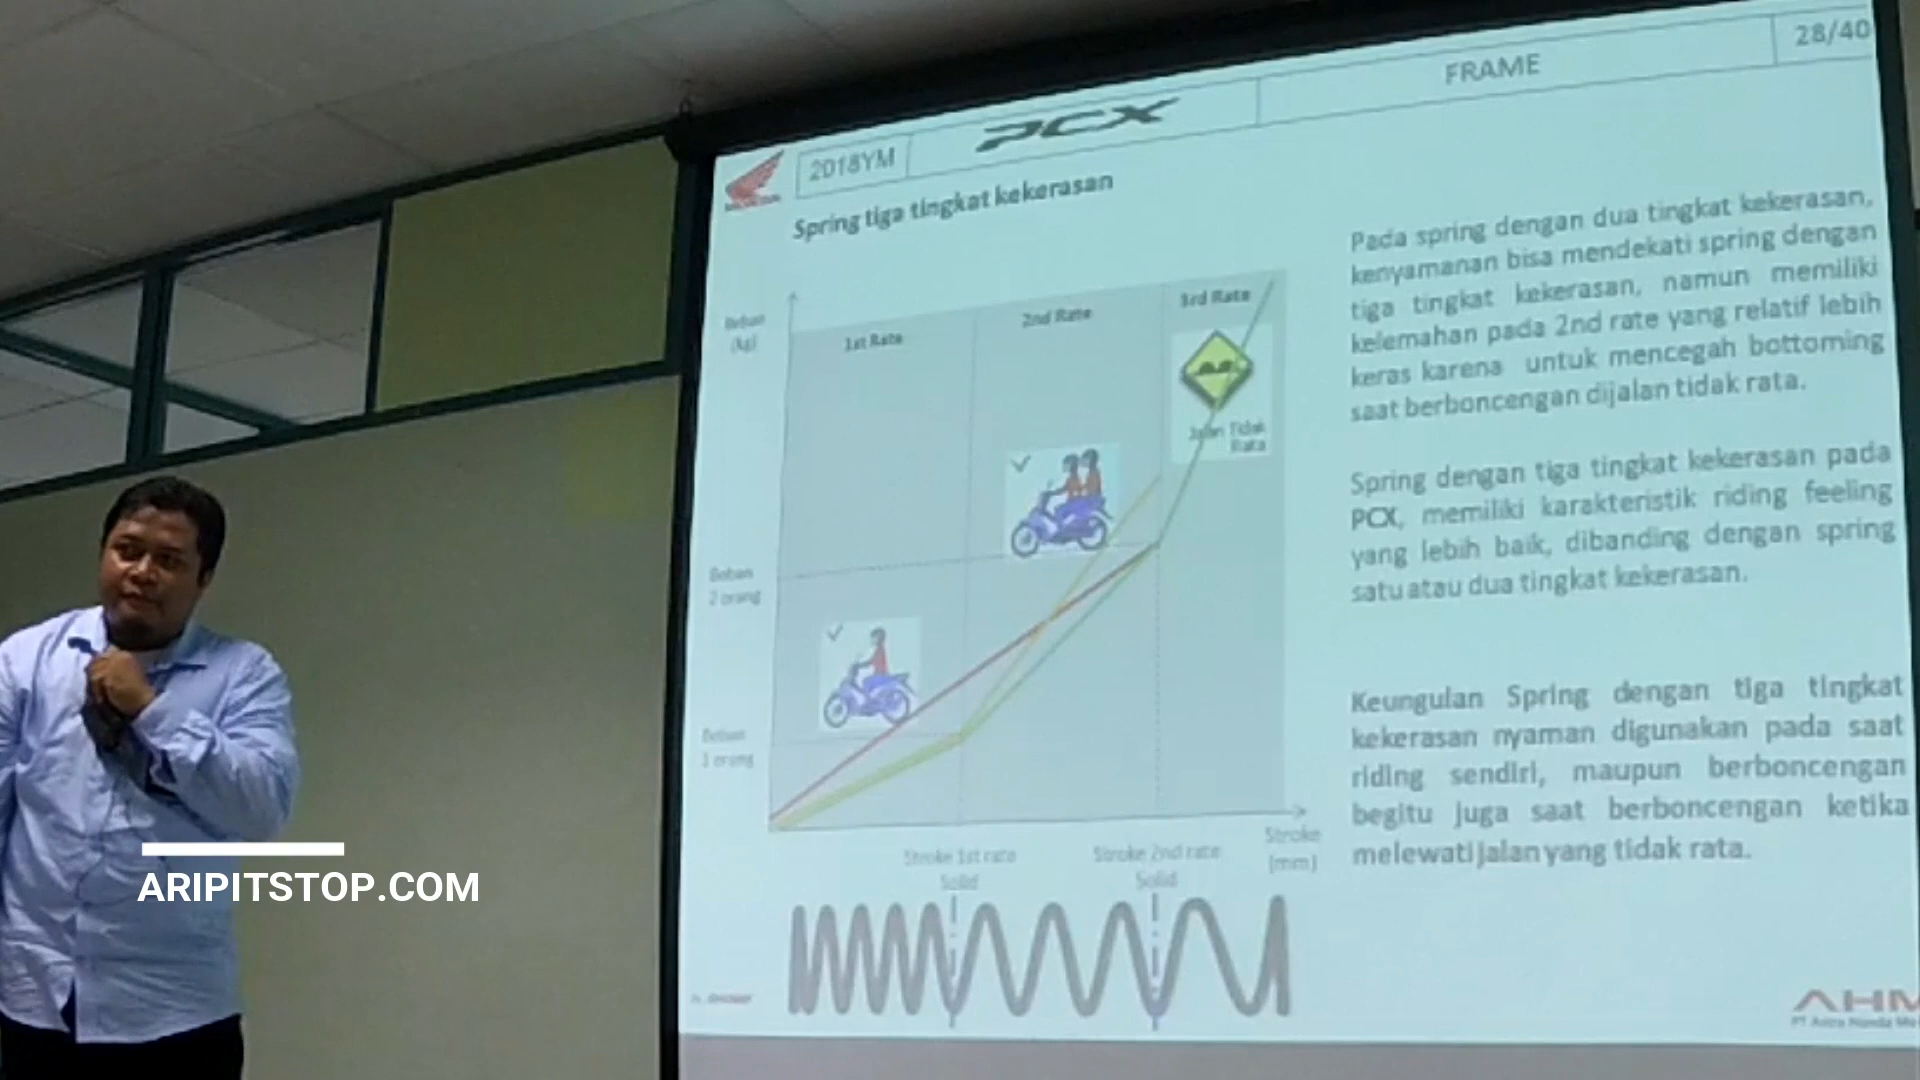 28/40
FRAME
PCX
2018YM
HONDA
Spring tiga tingkat kekerasan
Beban
(kg)
1st Rate
2nd Rate
3rd Rate
Jalan Tidak
Rata
Beban
2 orang
Beban
1 orang
Stroke 1st rate
Solid
Stroke 2nd rate
Solid
Stroke
(mm)
Pada spring dengan dua tingkat kekerasan,
kenyamanan bisa mendekati spring dengan
tiga tingkat kekerasan, namun memiliki
kelemahan pada 2nd rate yang relatif lebih
keras karena untuk mencegah bottoming
saat berboncengan dijalan tidak rata.
Spring dengan tiga tingkat kekerasan pada
PCX, memiliki karakteristik riding feeling
yang lebih baik, dibanding dengan spring
satu atau dua tingkat kekerasan.
Keungulan Spring dengan tiga tingkat
kekerasan nyaman digunakan pada saat
riding sendiri, maupun berboncengan
begitu juga saat berboncengan ketika
melewati jalan yang tidak rata.
AHM
PT Astra Honda Mo
ARIPITSTOP.COM